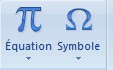 π Ω
Équation Symbole